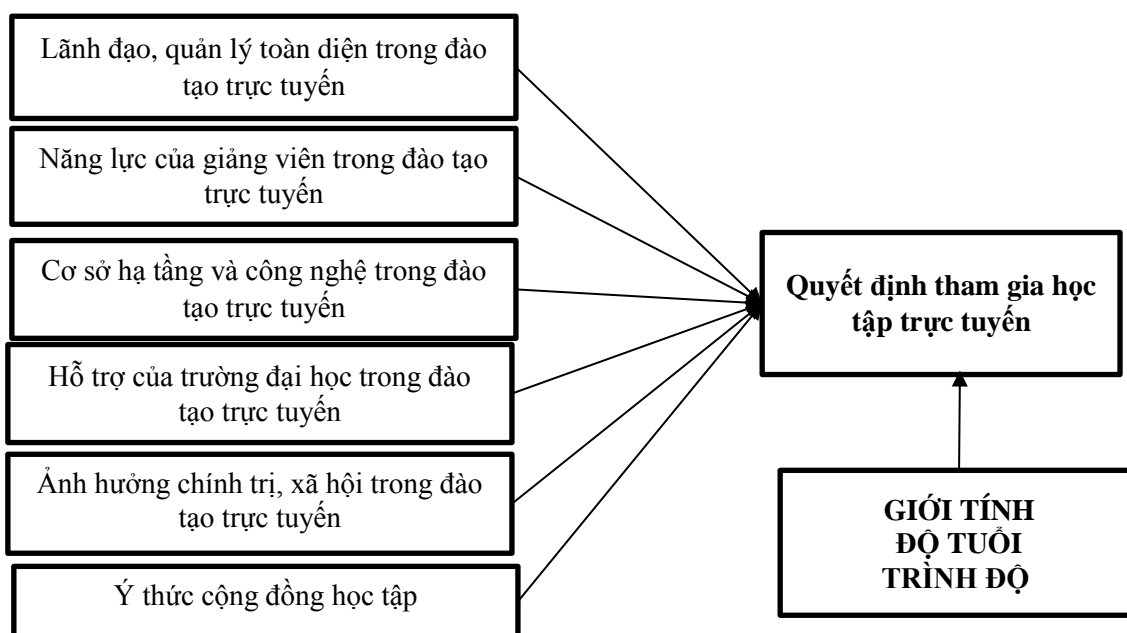 Lãnh đạo, quản lý toàn diện trong đào
tạo trực tuyến
Năng lực của giảng viên trong đào tạo
trực tuyến
Cơ sở hạ tầng và công nghệ trong đào
tạo trực tuyến
Hỗ trợ của trường đại học trong đào
tạo trực tuyến
Ảnh hưởng chính trị, xã hội trong đào
tạo trực tuyến
Ý thức cộng đồng học tập
Quyết định tham gia học
tập trực tuyến
GIỚI TÍNH
ĐỘ TUỔI
TRÌNH ĐỘ